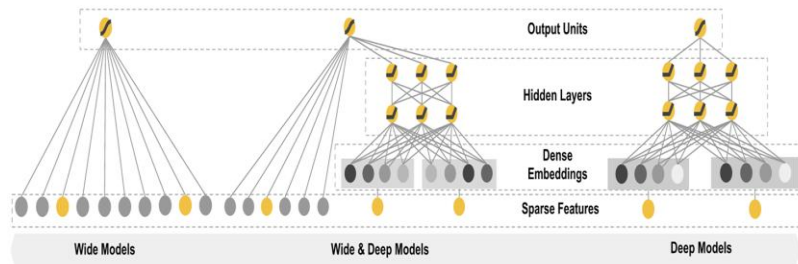 Output Units
Hidden Layers
Dense
Embeddings
Sparse Features
Wide Models
Wide & Deep Models
Deep Models